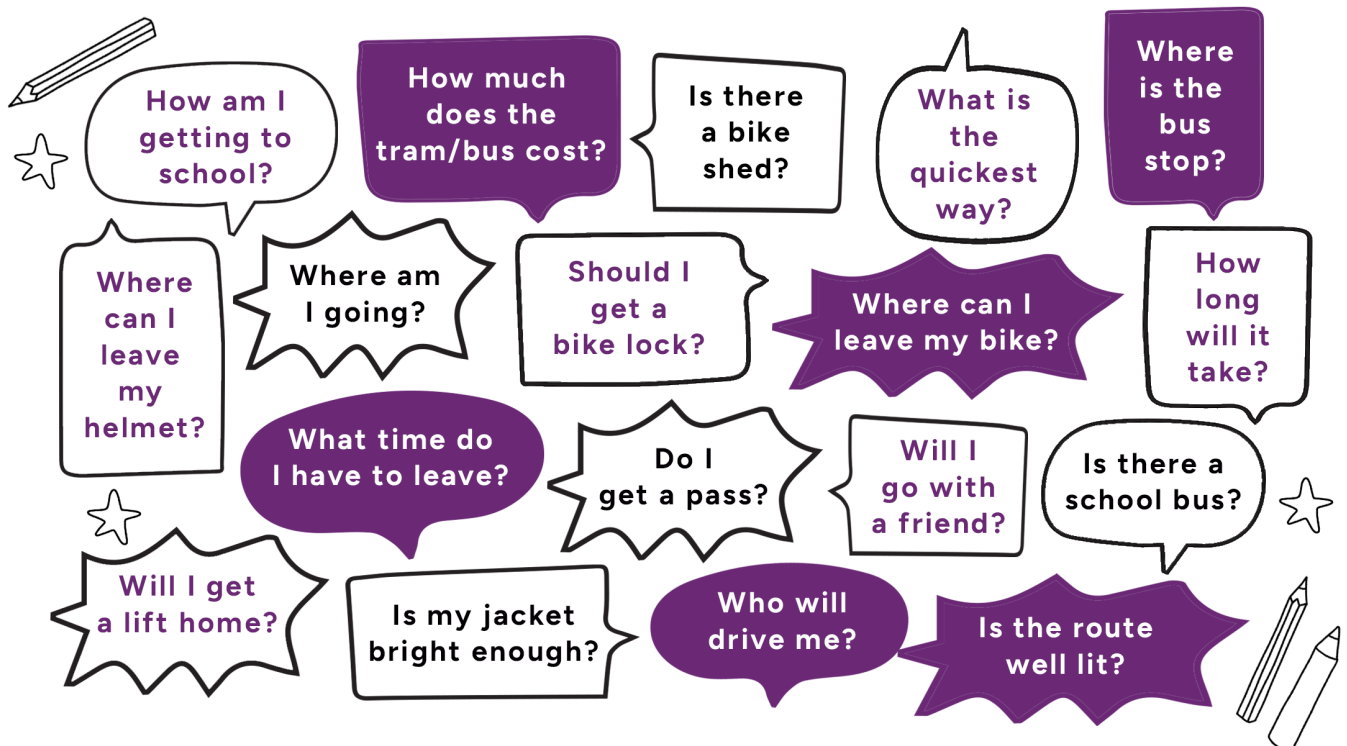 How am I
getting to
school?
How much
does the
tram/bus cost?
Is there
a bike
shed?
What is
the
quickest
way?
Where
is the
bus
stop?
Where
can I
leave
my
helmet?
Where am
I going?
Should I
get a
bike lock?
Where can I
leave my bike?
How
long
will it
take?
What time do
I have to leave?
Do I
get a pass?
Will I
go with
a friend?
Is there a
school bus?
Will I get
a lift home?
Is my jacket
bright enough?
Who will
drive me?
Is the route
well lit?